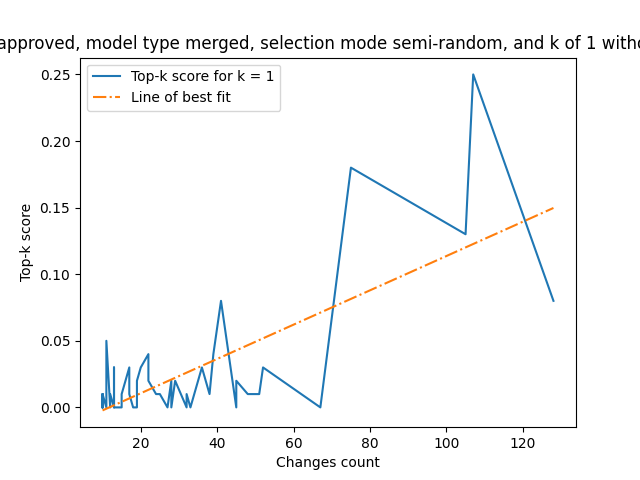 approved, model type merged, selection mode semi-random, and k of 1
Top-k score for k = 1
Line of best fit
0.25
0.20
0.15
0.10
0.05
0.00
Top-k score
20 40 60 80 100 120
Changes count